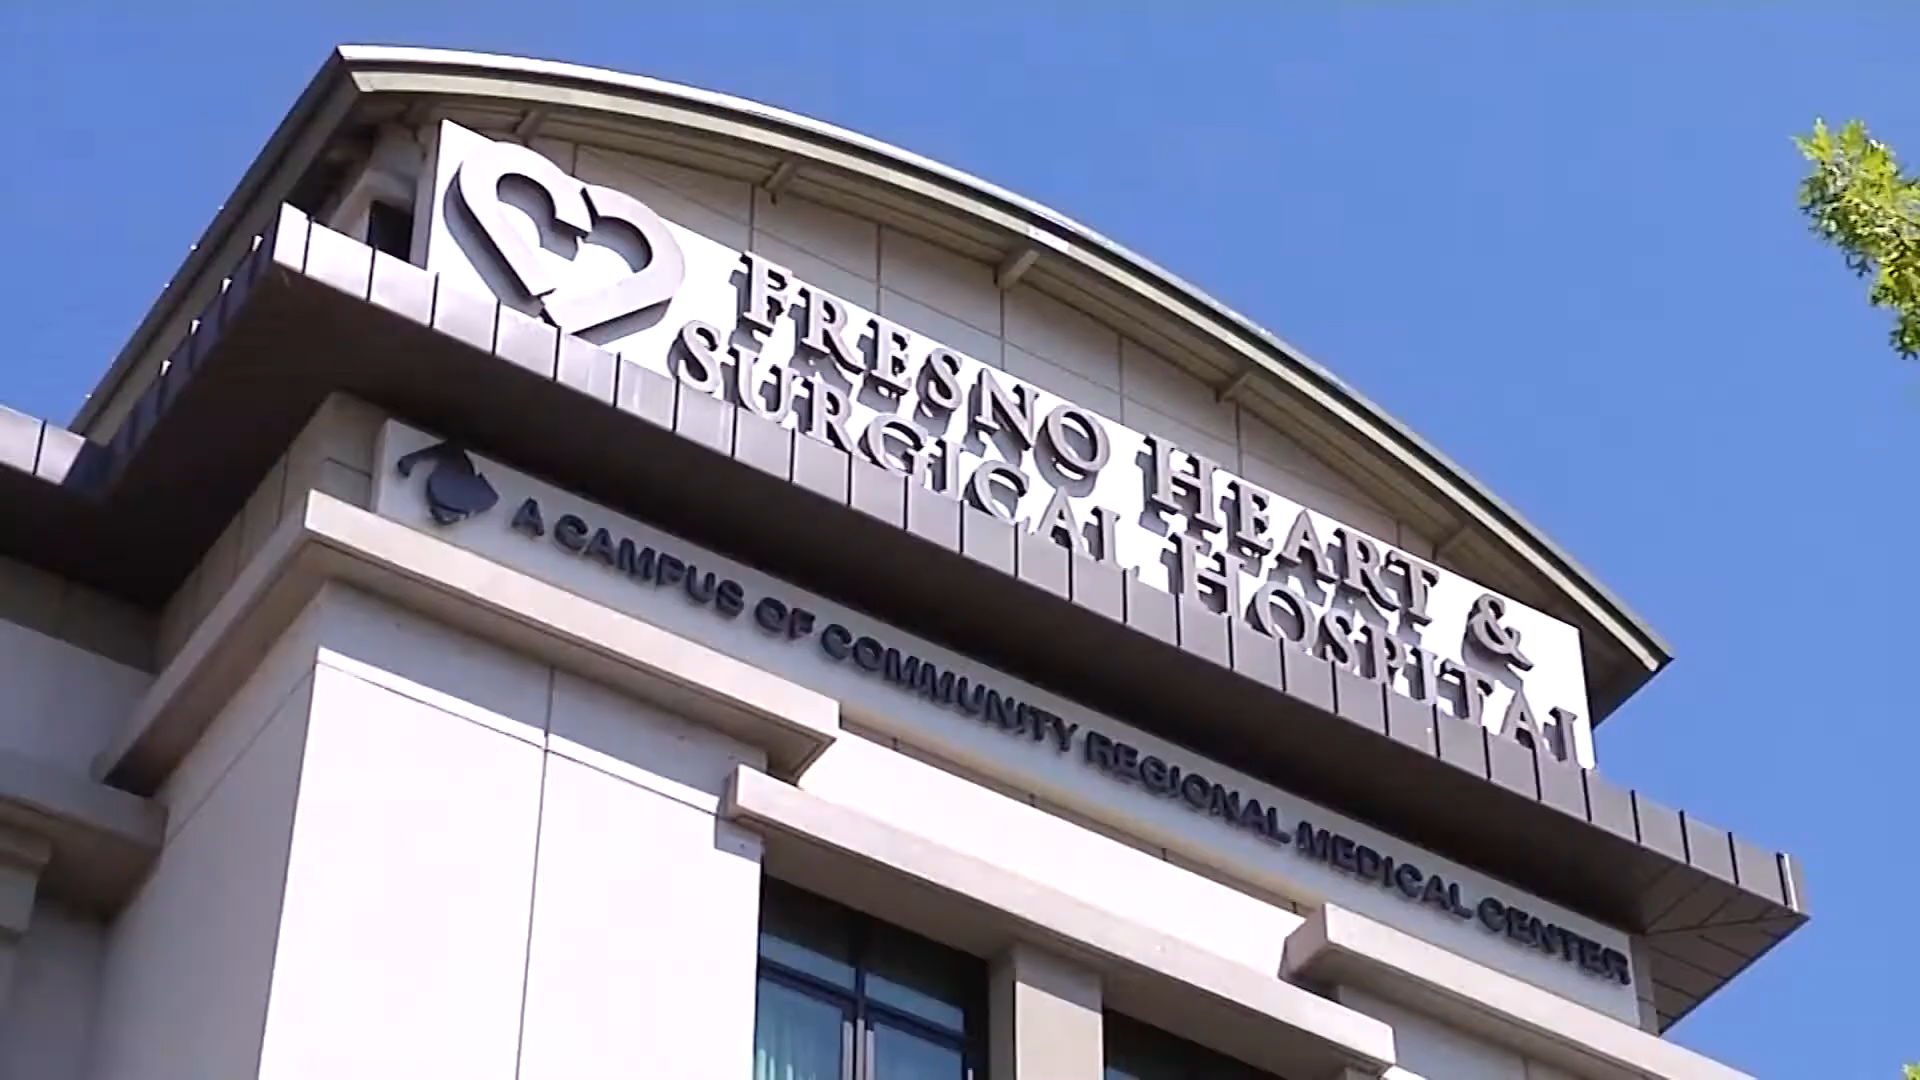 FRESNO HEART &
SURGICAL HOSPITAL
A CAMPUS OF COMMUNITY REGIONAL MEDICAL CENTER